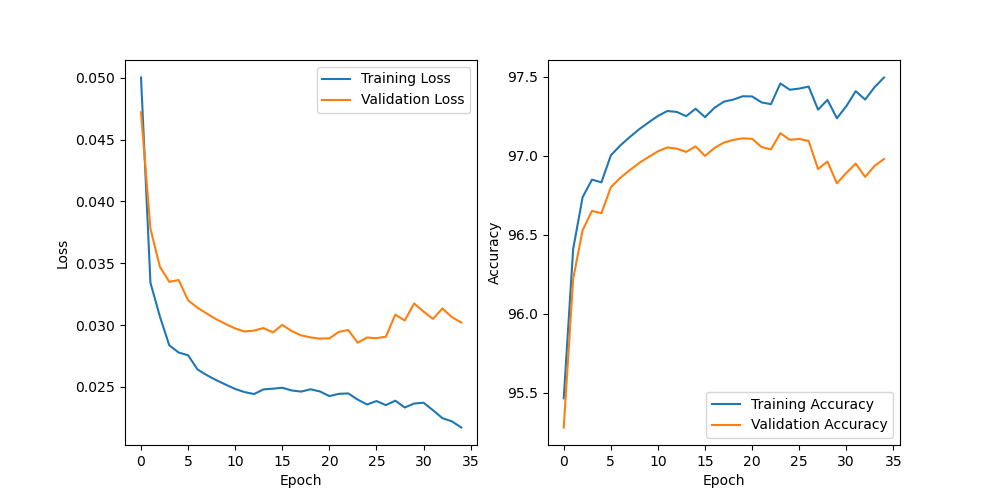 0.050
0.045
0.040
0.035
0.030
0.025
Loss
0 5 10 15 20 25 30 35
Epoch
Training Loss
Validation Loss
97.5
97.0
96.5
96.0
95.5
Accuracy
0 5 10 15 20 25 30 35
Epoch
Training Accuracy
Validation Accuracy